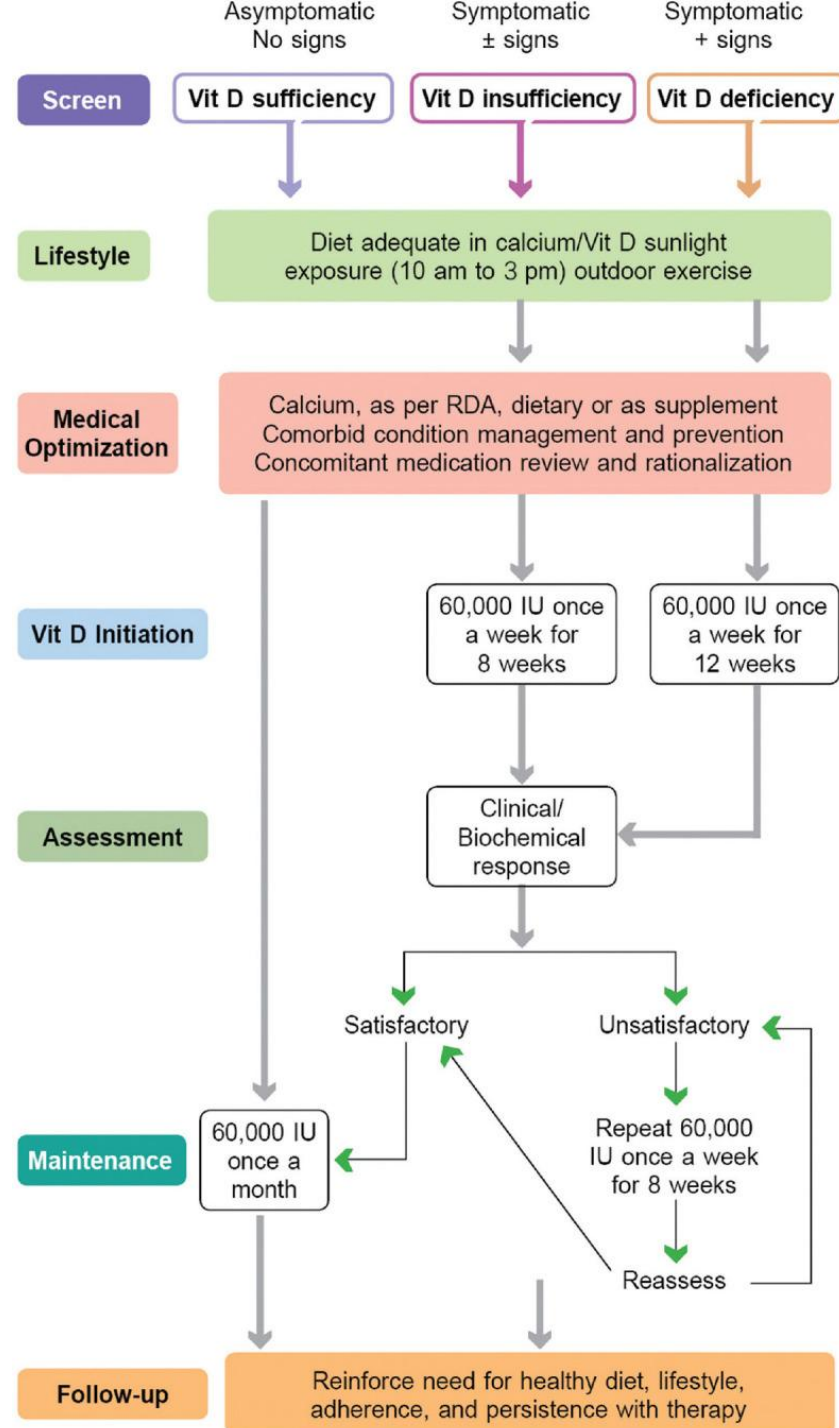 Asymptomatic
No signs
Symptomatic
± signs
Symptomatic
+ signs
Screen
Vit D sufficiency
Vit D insufficiency
Vit D deficiency
Lifestyle
Diet adequate in calcium/Vit D sunlight
exposure (10 am to 3 pm) outdoor exercise
Medical
Optimization
Calcium, as per RDA, dietary or as supplement
Comorbid condition management and prevention
Concomitant medication review and rationalization
Vit D Initiation
60,000 IU once
a week for
8 weeks
60,000 IU once
a week for
12 weeks
Assessment
Clinical/
Biochemical
response
Satisfactory
Unsatisfactory
Maintenance
60,000 IU
once a
month
Repeat 60,000
IU once a week
for 8 weeks
Reassess
Follow-up
Reinforce need for healthy diet, lifestyle,
adherence, and persistence with therapy